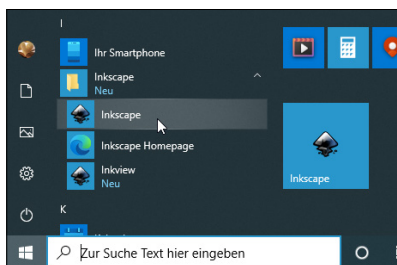 I
Ihr Smartphone
Inkscape
Neu
Inkscape
Inkscape Homepage
Inkview
Neu
Inkscape
K
Zur Suche Text hier eingeben